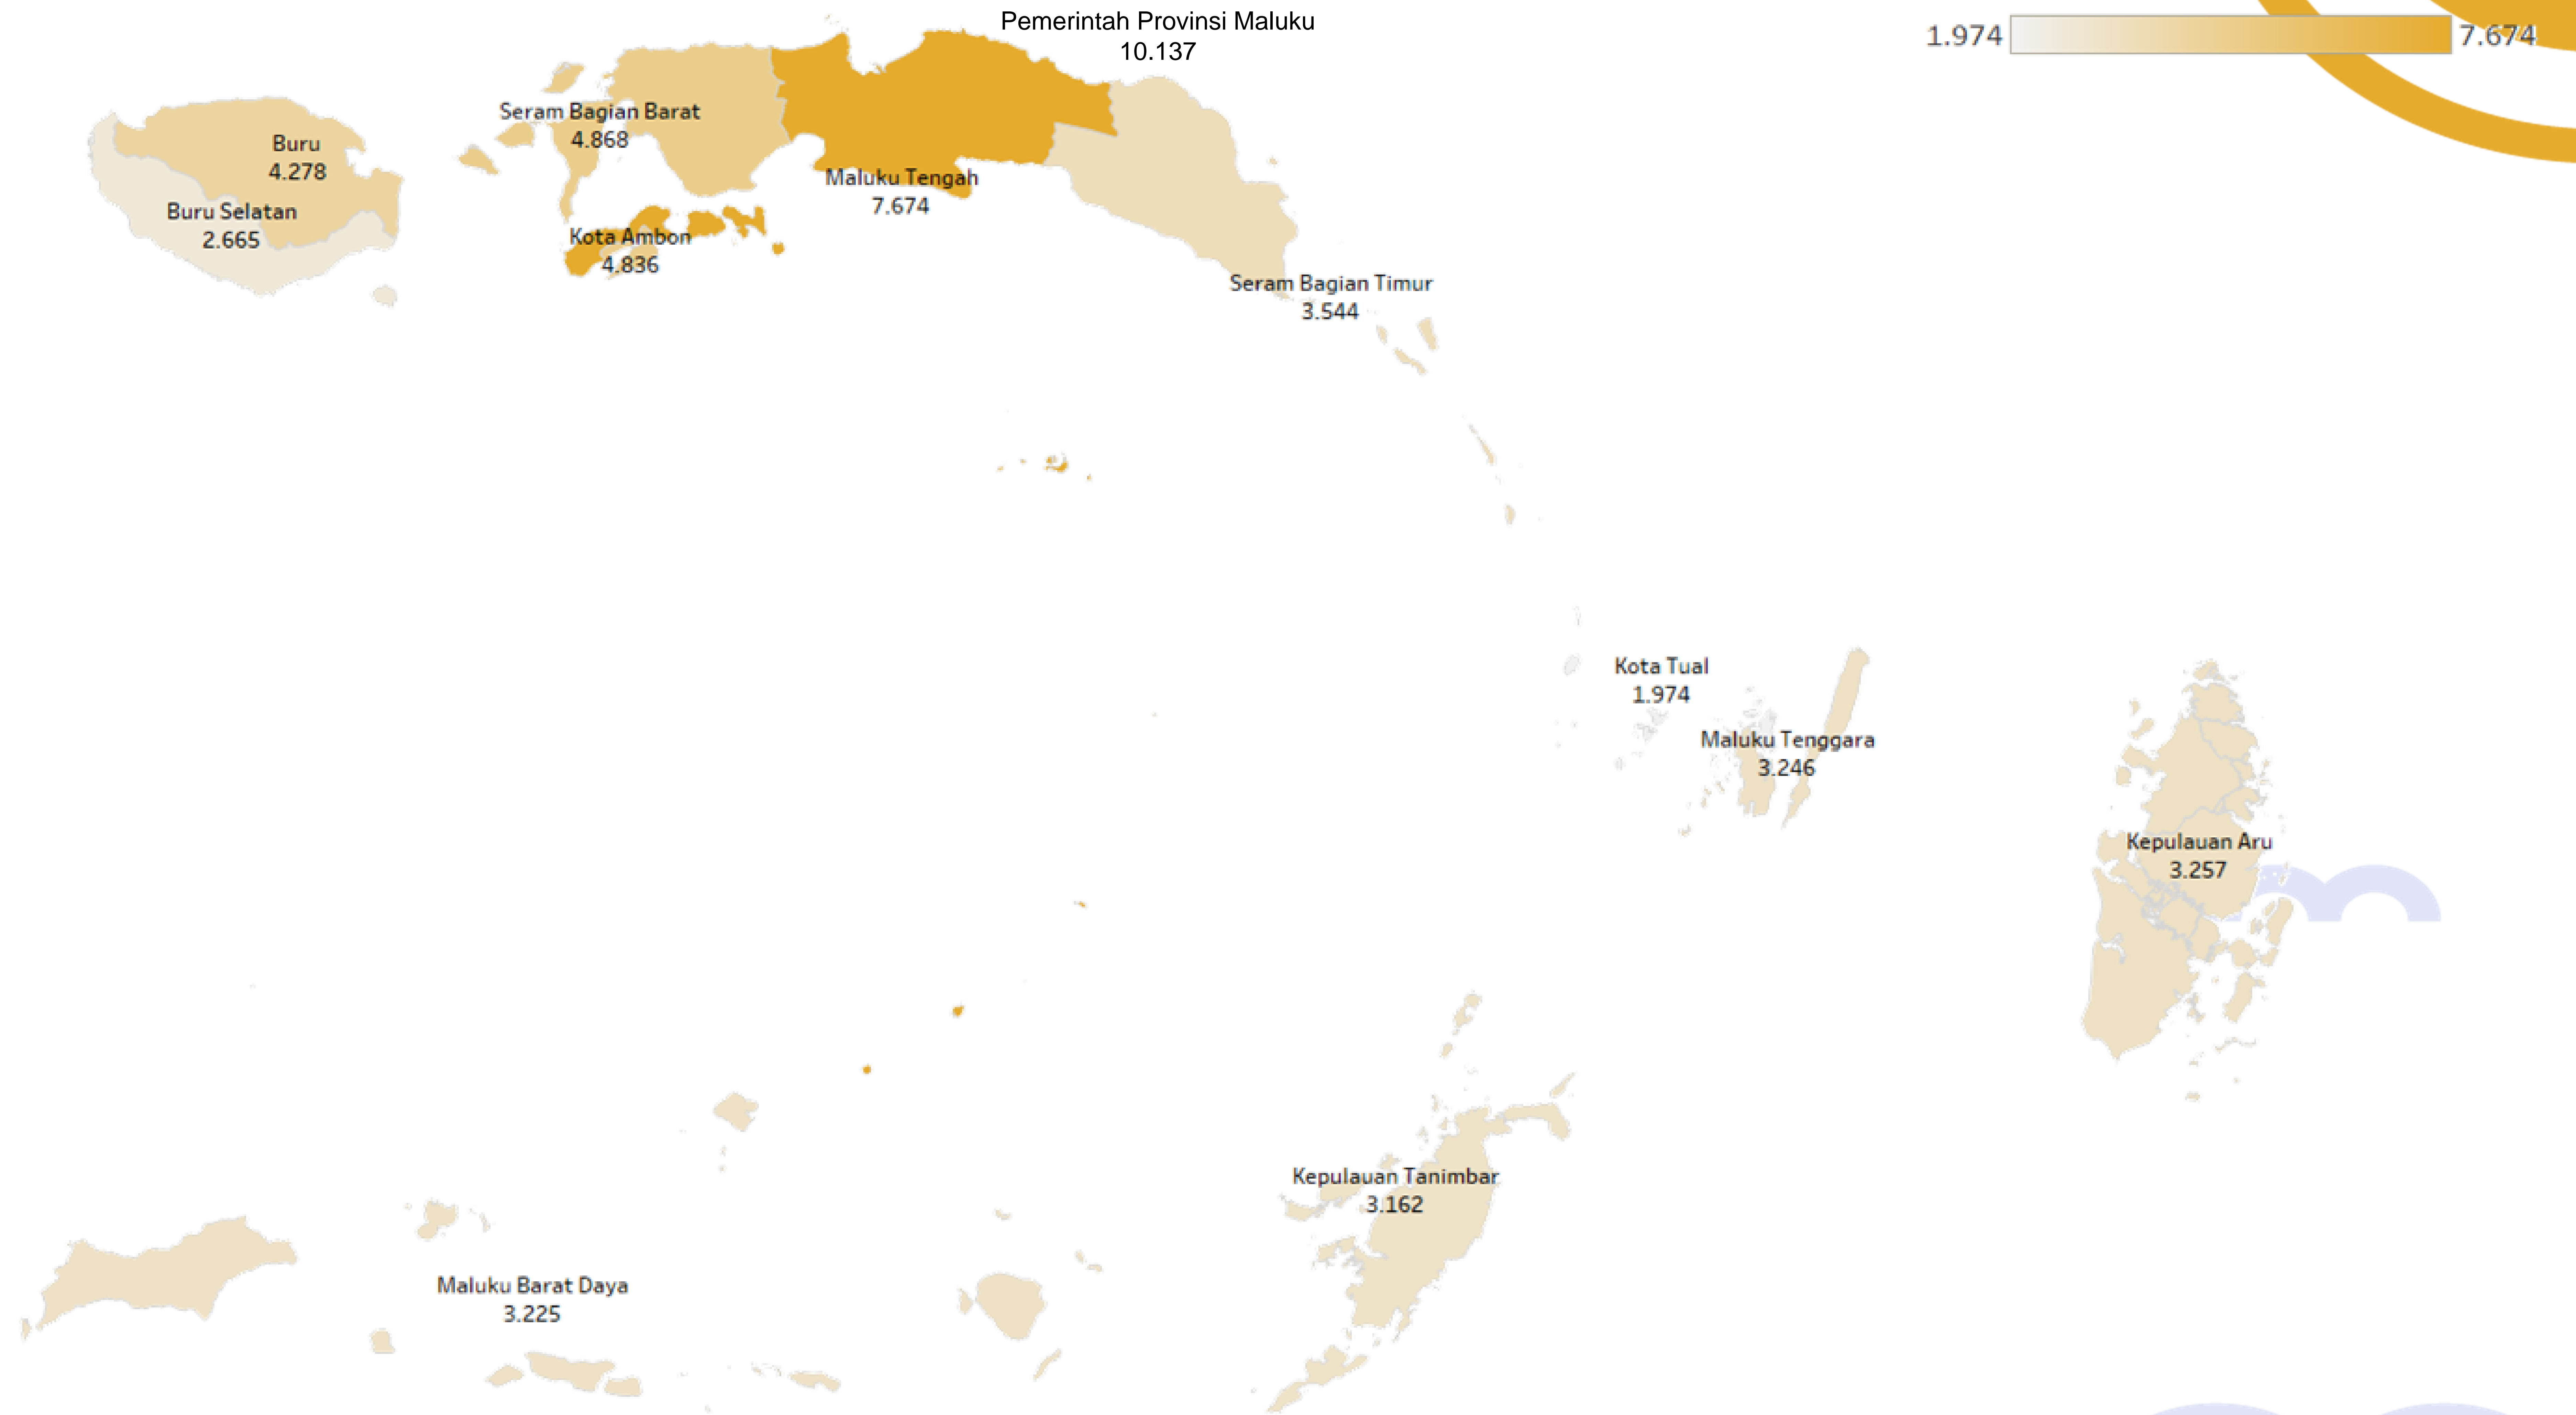 Pemerintah Provinsi Maluku
10.137
1.974
7.674
Seram Bagian Barat
4.868
Buru
4.278
Maluku Tengah
7.674
Buru Selatan
2.665
Kota Ambon
4.836
Seram Bagian Timur
3.544
Kota Tual
1.974
Maluku Tenggara
3.246
Kepulauan Aru
3.257
Kepulauan Tanimbar
3.162
Maluku Barat Daya
3.225